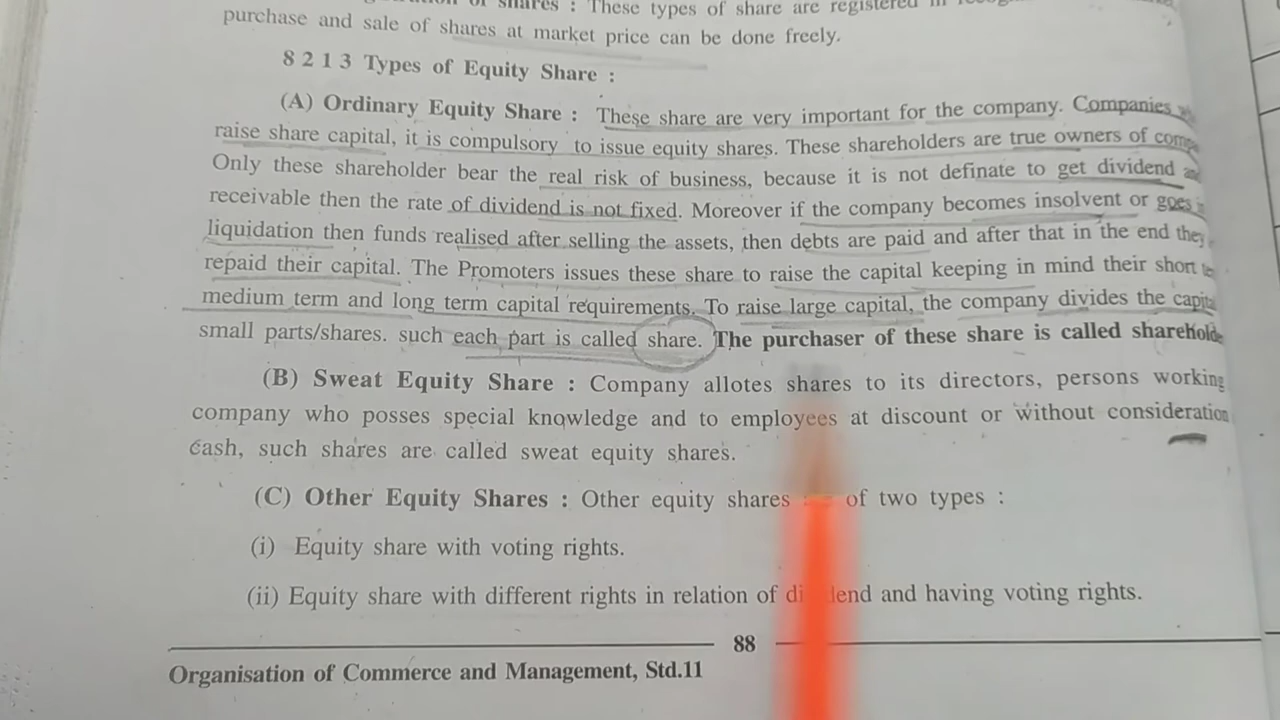 shares : These types of share are registered in
purchase and sale of shares at market price can be done freely.
8 2 1 3 Types of Equity Share :
(A) Ordinary Equity Share : These share are very important for the company. Companies
raise share capital, it is compulsory to issue equity shares. These shareholders are true owners of
Only these shareholder bear the real risk of business, because it is not definate to get dividend
receivable then the rate of dividend is not fixed. Moreover if the company becomes insolvent or goes
liquidation then funds realised after selling the assets, then debts are paid and after that in the end they
repaid their capital. The Promoters issues these share to raise the capital keeping in mind their short
medium term and long term capital requirements. To raise large capital, the company divides the
small parts/shares. such each part is called share. The purchaser of these share is called
(B) Sweat Equity Share : Company allotes shares to its directors, persons working
company who posses special knowledge and to employees at discount or without consideration
cash, such shares are called sweat equity shares.
(C) Other Equity Shares : Other equity shares of two types :
(i) Equity share with voting rights.
(ii) Equity share with different rights in relation of and having voting rights.
88
Organisation of Commerce and Management, Std.11